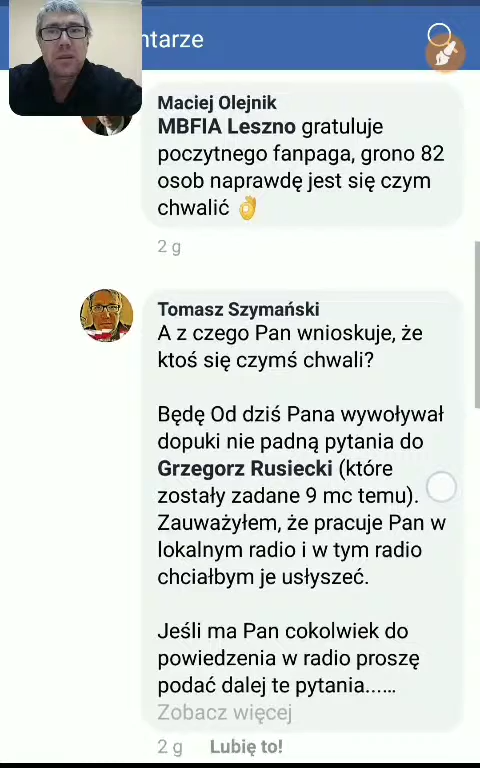 ntarze
Maciej Olejnik
MBFIA Leszno gratuluje
poczytnego fanpaga, grono 82
osob naprawdę jest się czym
chwalić 👌
2 g
Tomasz Szymański
A z czego Pan wnioskuje, że
ktoś się czymś chwali?
Będę Od dziś Pana wywoływał
dopuki nie padną pytania do
Grzegorz Rusiecki (które
zostały zadane 9 mc temu).
Zauważyłem, że pracuje Pan w
lokalnym radio i w tym radio
chciałbym je usłyszeć.
Jeśli ma Pan cokolwiek do
powiedzenia w radio proszę
podać dalej te pytania......
Zobacz więcej
2 g Lubię to!